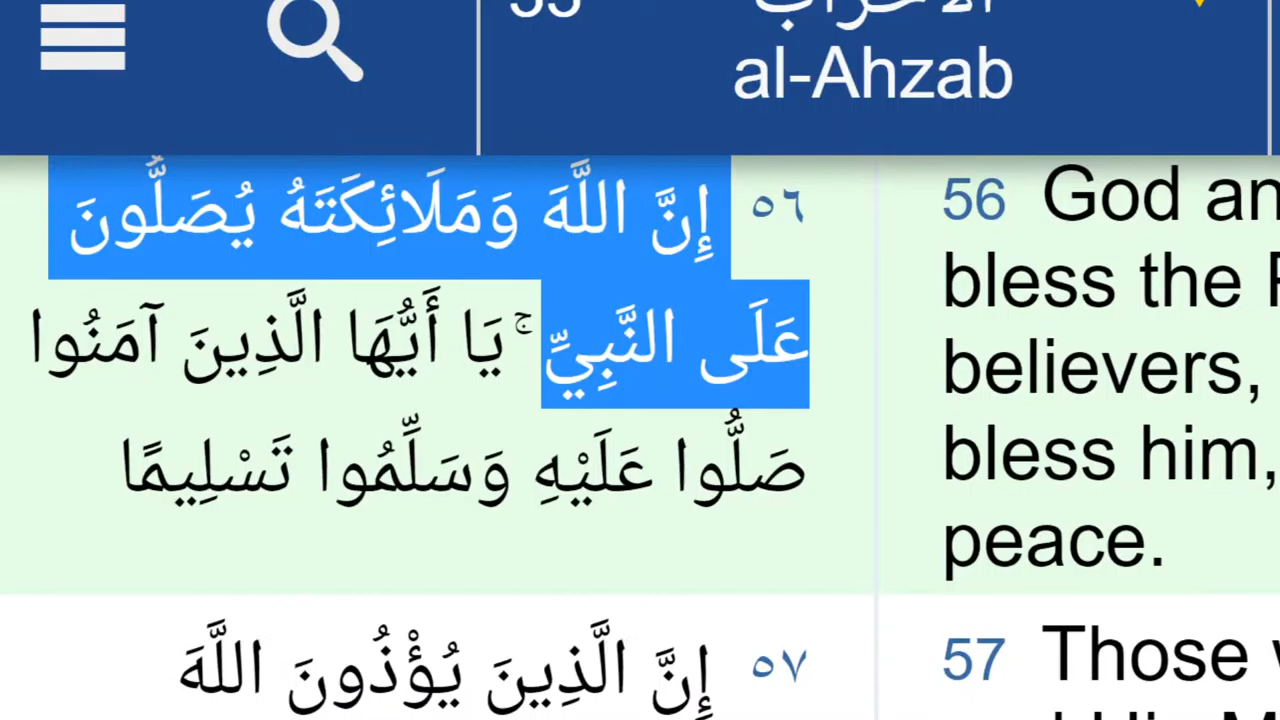 al-Ahzab
٥٦ إِنَّ اللَّهَ وَمَلَائِكَتَهُ يُصَلُّونَ
عَلَى النَّبِيِّ ۚ يَا أَيُّهَا الَّذِينَ آمَنُوا
صَلُّوا عَلَيْهِ وَسَلِّمُوا تَسْلِيمًا
٥٧ إِنَّ الَّذِينَ يُؤْذُونَ اللَّهَ
56 God an
bless the
believers,
bless him,
peace.
57 Those